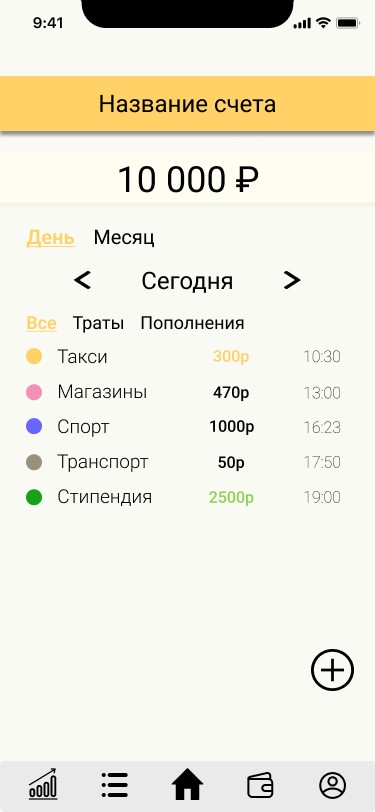 9:41
Название счета
10 000 ₽
День Месяц
< Сегодня >
Все Траты Пополнения
Такси 300р 10:30
Магазины 470р 13:00
Спорт 1000р 16:23
Транспорт 50р 17:50
Стипендия 2500р 19:00